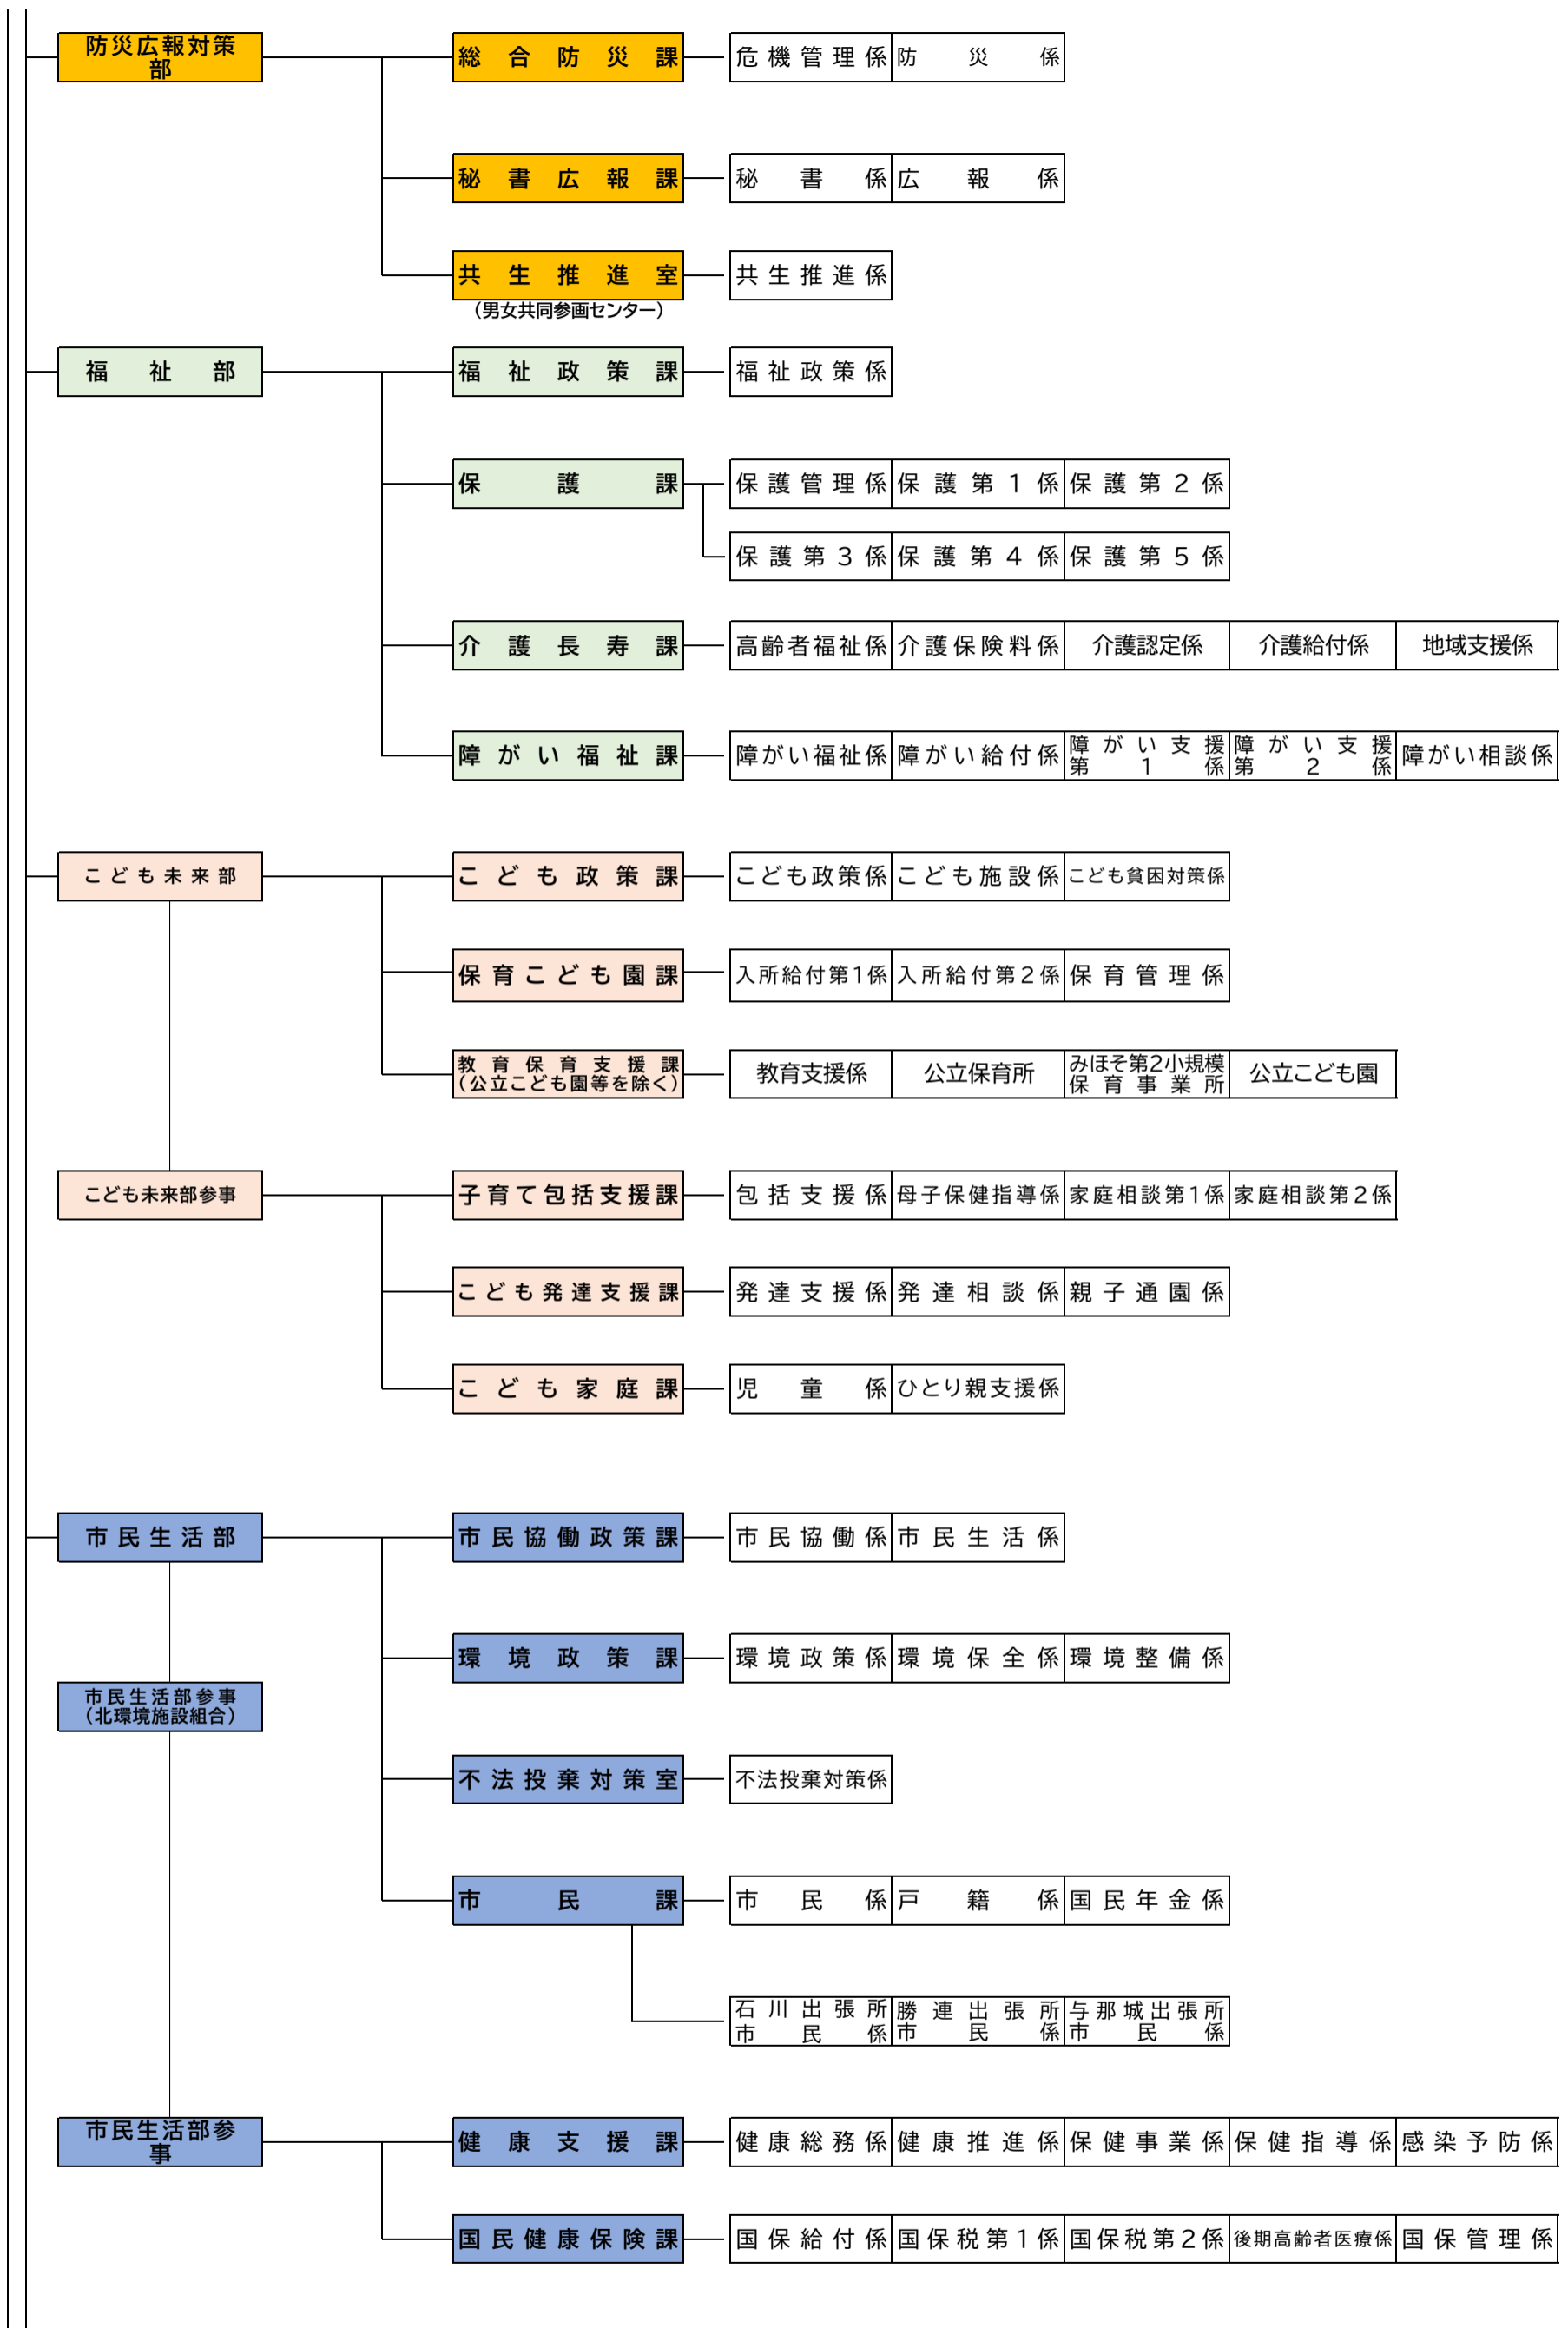 防災広報対策
部
総合防災課
危機管理係
防災係
秘書広報課
秘書係
広報係
共生推進室
(男女共同参画センター)
共生推進係
福祉部
福祉政策課
福祉政策係
保護課
保護管理係
保護第1係
保護第2係
保護第3係
保護第4係
保護第5係
介護長寿課
高齢者福祉係
介護保険料係
介護認定係
介護給付係
地域支援係
障がい福祉課
障がい福祉係
障がい給付係
障がい支援
第1係
障がい支援
第2係
障がい相談係
こども未来部
こども政策課
こども政策係
こども施設係
こども貧困対策係
保育こども園課
入所給付第1係
入所給付第2係
保育管理係
教育保育支援課
(公立こども園等を除く)
教育支援係
公立保育所
みほそ第2小規模
保育事業所
公立こども園
こども未来部参事
子育て包括支援課
包括支援係
母子保健指導係
家庭相談第1係
家庭相談第2係
こども発達支援課
発達支援係
発達相談係
親子通園係
こども家庭課
児童係
ひとり親支援係
市民生活部
市民協働政策課
市民協働係
市民生活係
環境政策課
環境政策係
環境保全係
環境整備係
市民生活部参事
(北環境施設組合)
不法投棄対策室
不法投棄対策係
市民課
市民係
戸籍係
国民年金係
石川出張所
市民係
勝連出張所
市民係
与那城出張所
市民係
市民生活部参
事
健康支援課
健康総務係
健康推進係
保健事業係
保健指導係
感染予防係
国民健康保険課
国保給付係
国保税第1係
国保税第2係
後期高齢者医療係
国保管理係